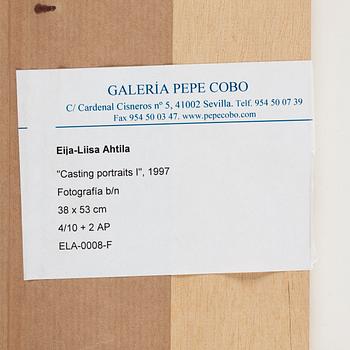 GALERÍA PEPE COBO
C/ Cardenal Cisneros nº 5, 41002 Sevilla. Telf. 954 50 07 39
Fax 954 50 03 47. www.pepecobo.com
Eija-Liisa Ahtila
"Casting portraits I", 1997
Fotografía b/n
38 x 53 cm
4/10 + 2 AP
ELA-0008-F